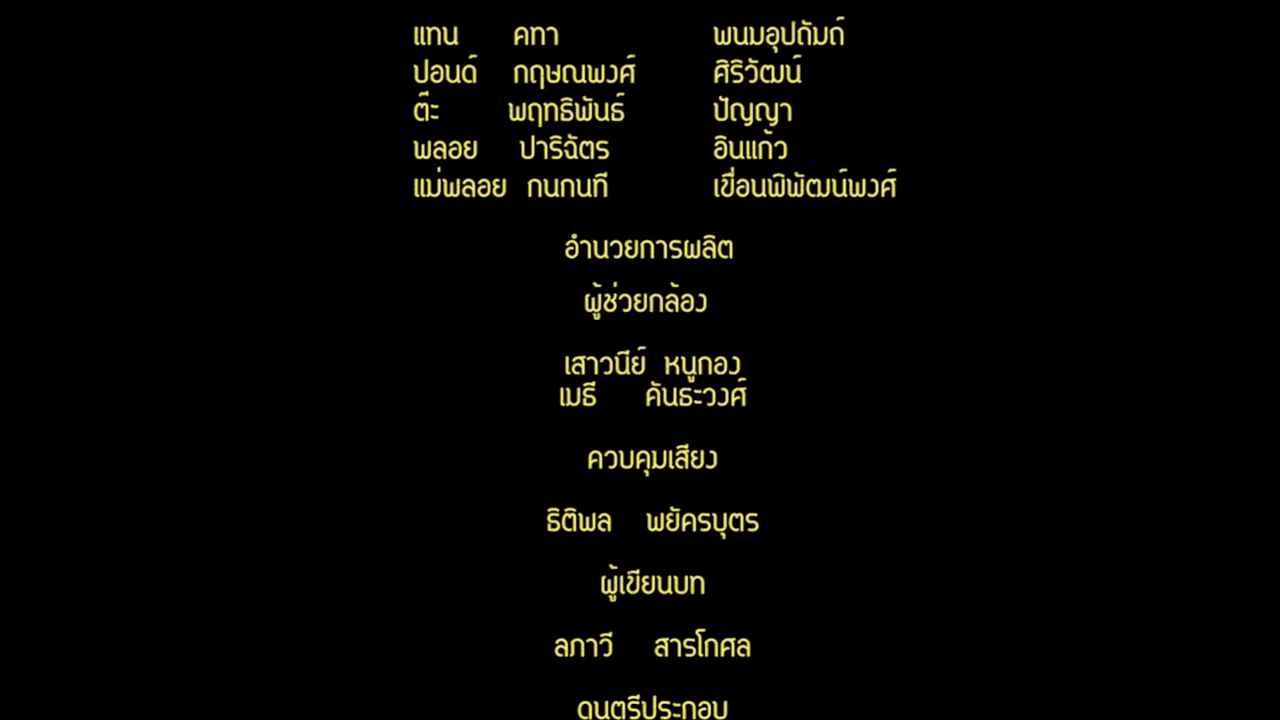 แทน คทา พนมอุปถัมถ์
ปอนด์ กฤษณพงศ์ ศิริวัฒน์
ต๊ะ พฤทธิพันธ์ ปัญญา
พลอย ปาริฉัตร อินแก้ว
แม่พลอย กนกนที เขื่อนพิพัฒน์พงศ์
อำนวยการผลิต
ผู้ช่วยกล้อง
เสาวนีย์ หนูกอง
เมธี คันธะวงศ์
ควบคุมเสียง
ธิติพล พยัครบุตร
ผู้เขียนบท
ลภาวี สารโกศล
ดนตรีประกอบ